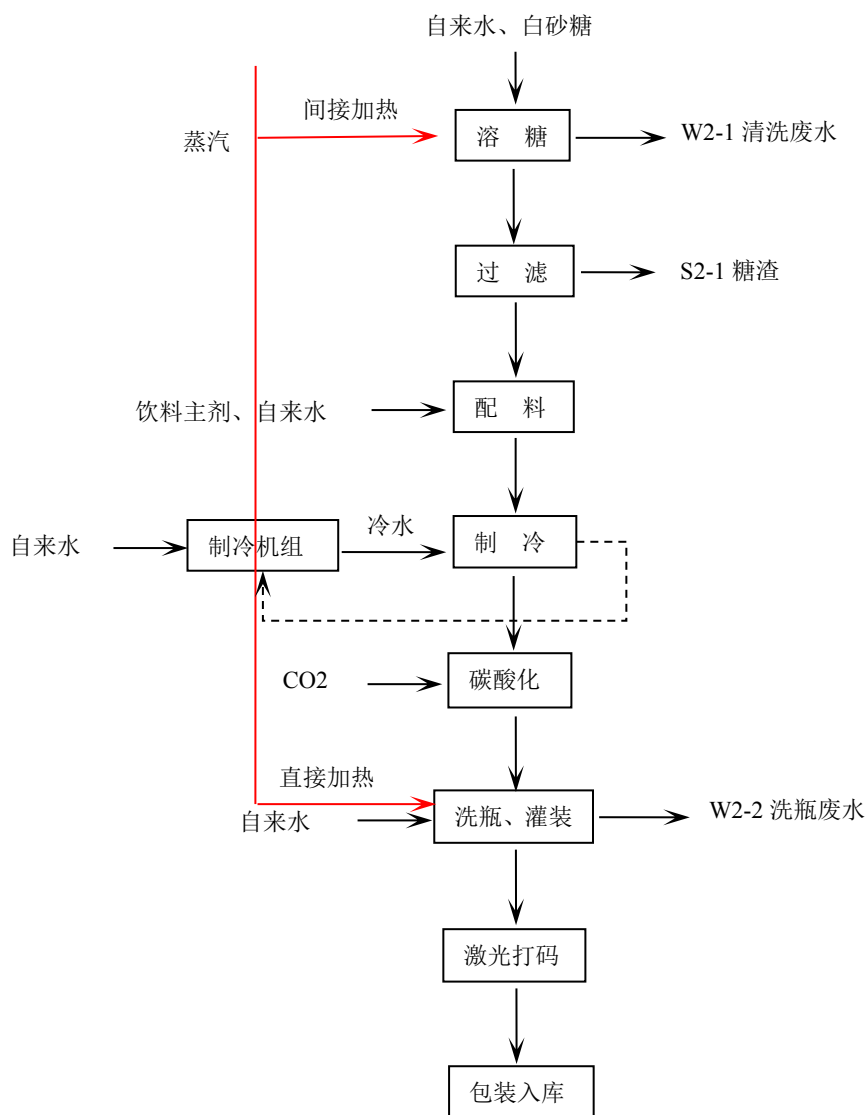 自来水、白砂糖
间接加热
蒸汽
溶 糖
W2-1 清洗废水
过 滤
S2-1 糖渣
饮料主剂、自来水
配 料
自来水
制冷机组
冷水
制 冷
CO2
碳酸化
直接加热
自来水
洗瓶、灌装
W2-2 洗瓶废水
激光打码
包装入库